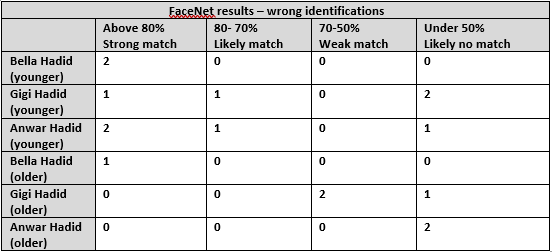 FaceNet results – wrong identifications
Above 80% 80- 70% 70-50% Under 50%
Strong match Likely match Weak match Likely no match
Bella Hadid 2 0 0 0
(younger)
Gigi Hadid 1 1 0 2
(younger)
Anwar Hadid 2 1 0 1
(younger)
Bella Hadid 1 0 0 0
(older)
Gigi Hadid 0 0 2 1
(older)
Anwar Hadid 0 0 0 2
(older)